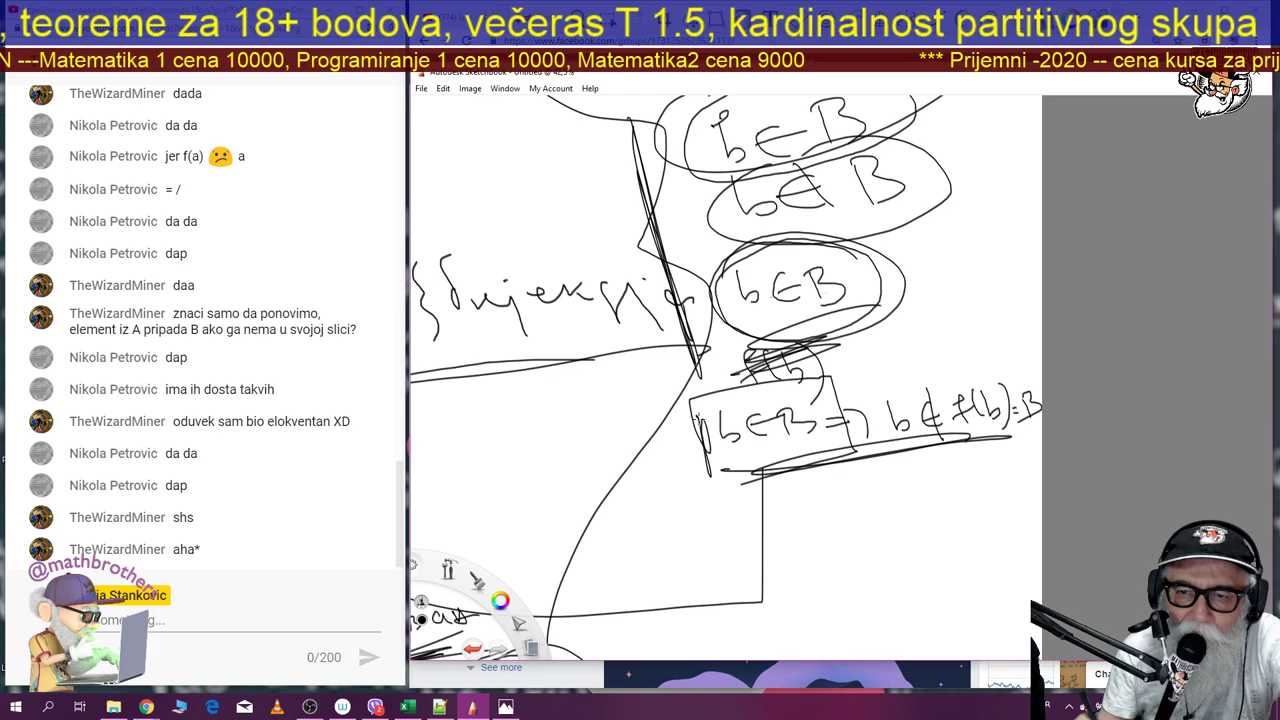 , teoreme za 18+ bodova, večeras T 1.5, kardinalnost partitivnog skupa
N ---Matematika 1 cena 10000, Programiranje 1 cena 10000, Matematika2 cena 9000 *** Prijemni -2020 -- cena kursa za prij
File Edit Image Window My Account Help
TheWizardMiner dada
Nikola Petrovic da da
Nikola Petrovic jer f(a) 😕 a
Nikola Petrovic = /
Nikola Petrovic da da
Nikola Petrovic dap
TheWizardMiner daa
TheWizardMiner znaci samo da ponovimo,
element iz A pripada B ako ga nema u svojoj slici?
Nikola Petrovic dap
Nikola Petrovic ima ih dosta takvih
TheWizardMiner oduvek sam bio elokventan XD
Nikola Petrovic da da
Nikola Petrovic dap
TheWizardMiner shs
TheWizardMiner aha*
@mathbrothers
Stankovic
0/200
b∈B
b∉B
b∈B
b∈B ⇒ b∉f(b)=B
See more